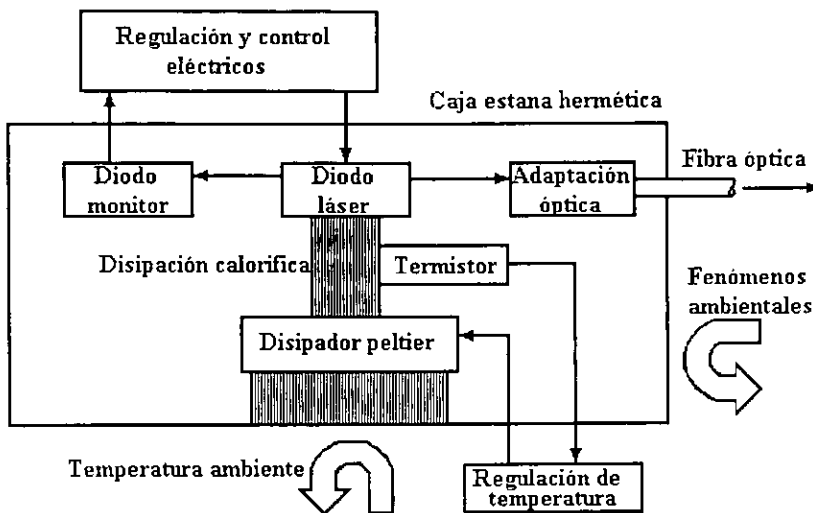 Regulación y control
eléctricos
Caja estana hermética
Fibra óptica
Diodo
monitor
Diodo
láser
Adaptación
óptica
Disipación calorifica
Termistor
Fenómenos
ambientales
Disipador peltier
Temperatura ambiente
Regulación de
temperatura